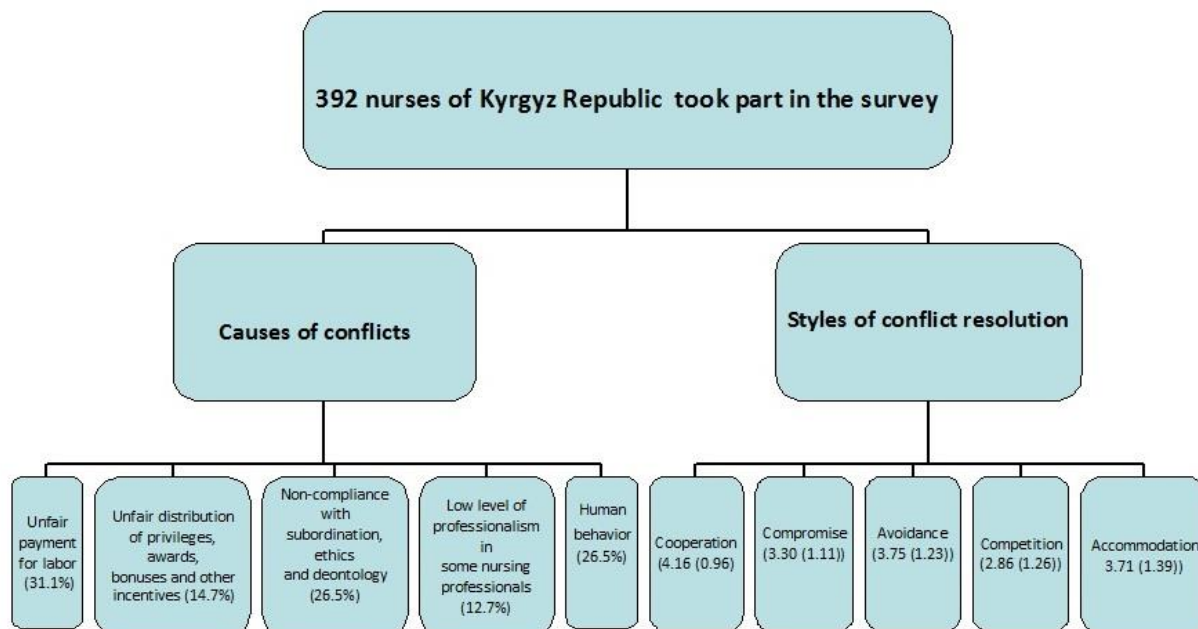 392 nurses of Kyrgyz Republic took part in the survey
Causes of conflicts
Styles of conflict resolution
Unfair
payment
for labor
(31.1%)
Unfair distribution
of privileges,
awards,
bonuses and other
incentives (14.7%)
Non-compliance
with
subordination,
ethics
and deontology
(26.5%)
Low level of
professionalism
in
some nursing
professionals
(12.7%)
Human
behavior
(26.5%)
Cooperation
(4.16 (0.96)
Compromise
(3.30 (1.11))
Avoidance
(3.75 (1.23))
Competition
(2.86 (1.26))
Accommodation
3.71 (1.39))